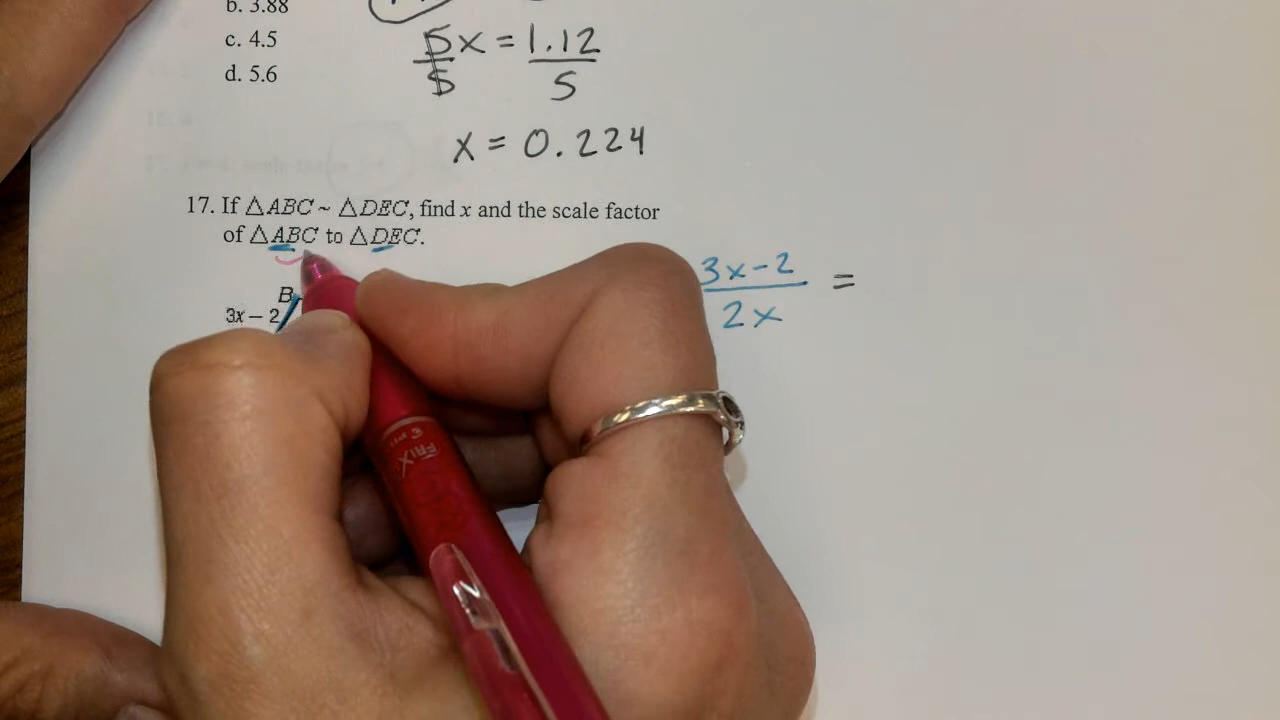 b. 3.88
c. 4.5
d. 5.6
5x = 1.12
5 5
x = 0.224
17. If △ABC ~ △DEC, find x and the scale factor
of △ABC to △DEC.
B
3x – 2
3x-2 =
2x
FRIX